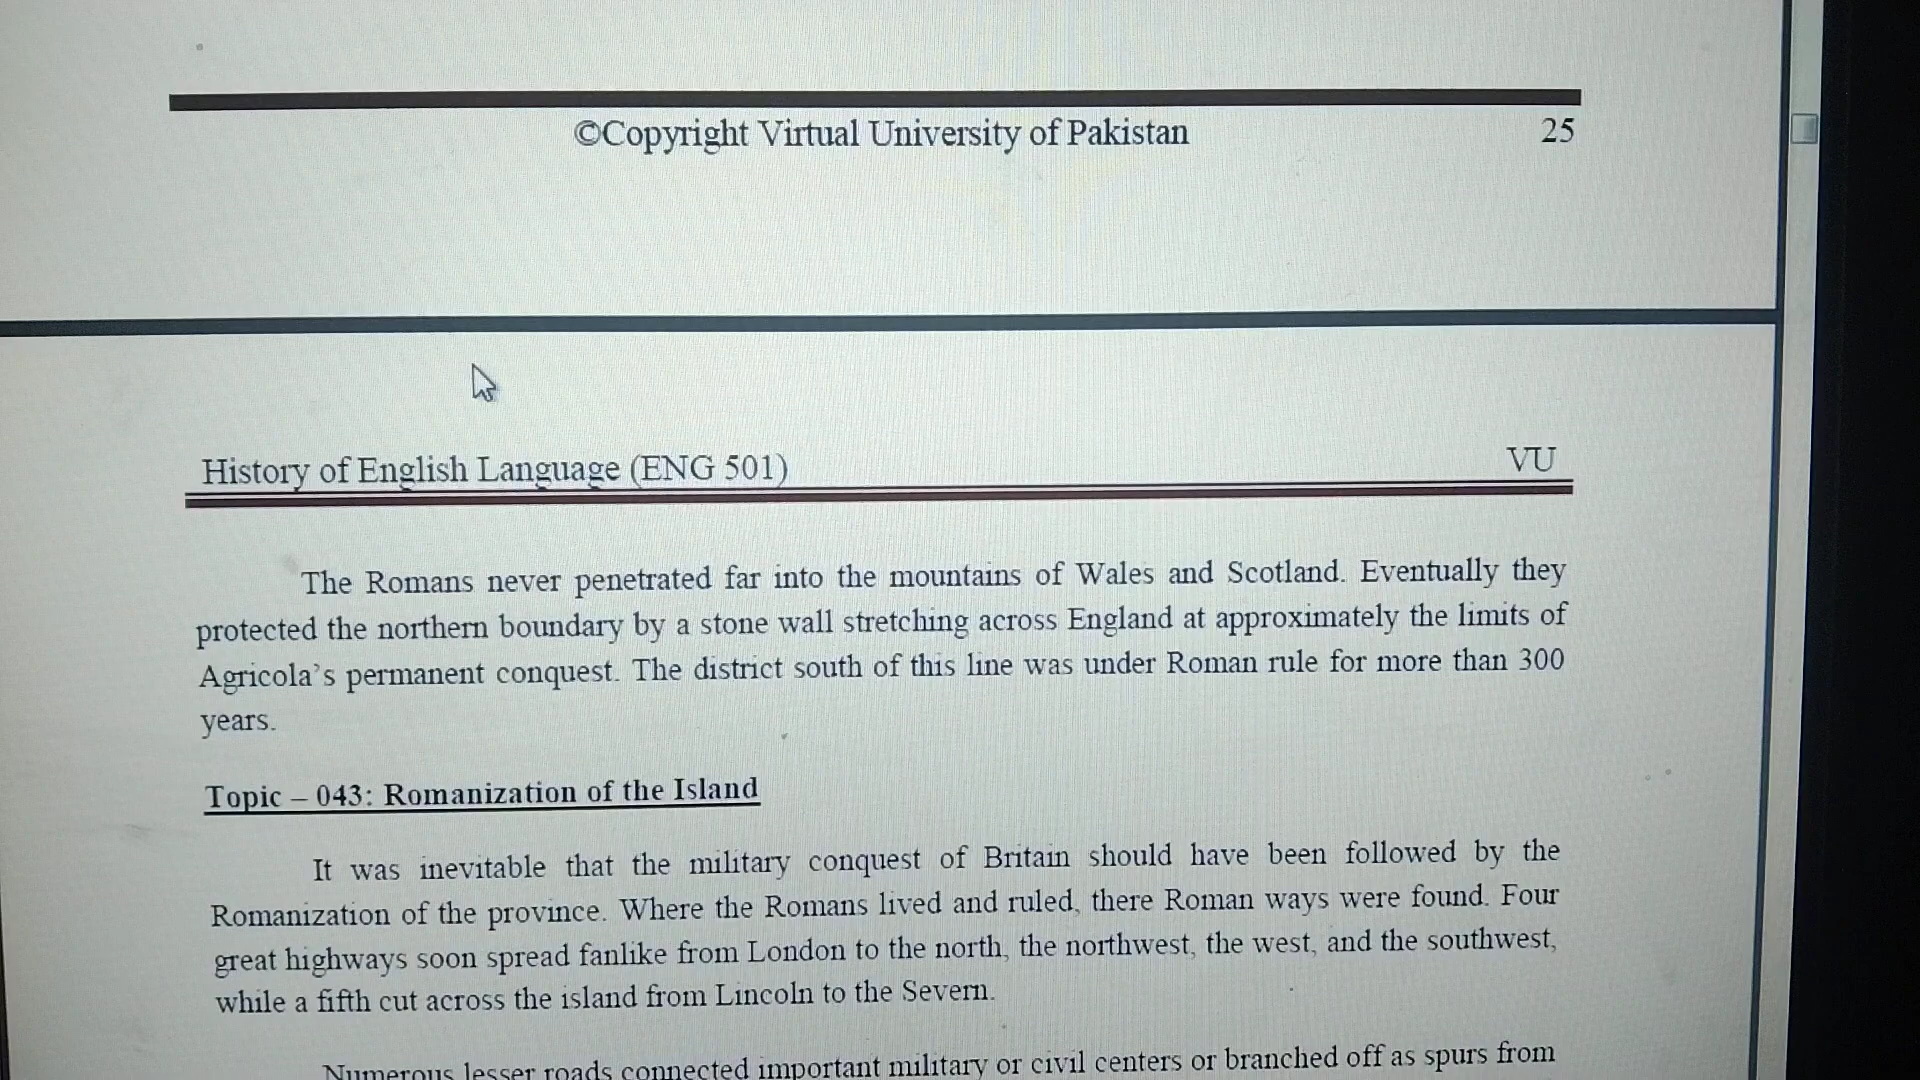 ©Copyright Virtual University of Pakistan 25
History of English Language (ENG 501) VU
The Romans never penetrated far into the mountains of Wales and Scotland. Eventually they
protected the northern boundary by a stone wall stretching across England at approximately the limits of
Agricola’s permanent conquest. The district south of this line was under Roman rule for more than 300
years.
Topic – 043: Romanization of the Island
It was inevitable that the military conquest of Britain should have been followed by the
Romanization of the province. Where the Romans lived and ruled, there Roman ways were found. Four
great highways soon spread fanlike from London to the north, the northwest, the west, and the southwest,
while a fifth cut across the island from Lincoln to the Severn.
Numerous lesser roads connected important military or civil centers or branched off as spurs from